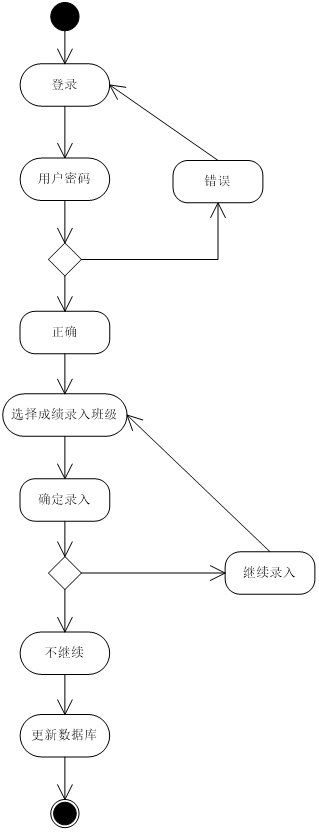 登录
用户密码
错误
正确
选择成绩录入班级
确定录入
继续录入
不继续
更新数据库